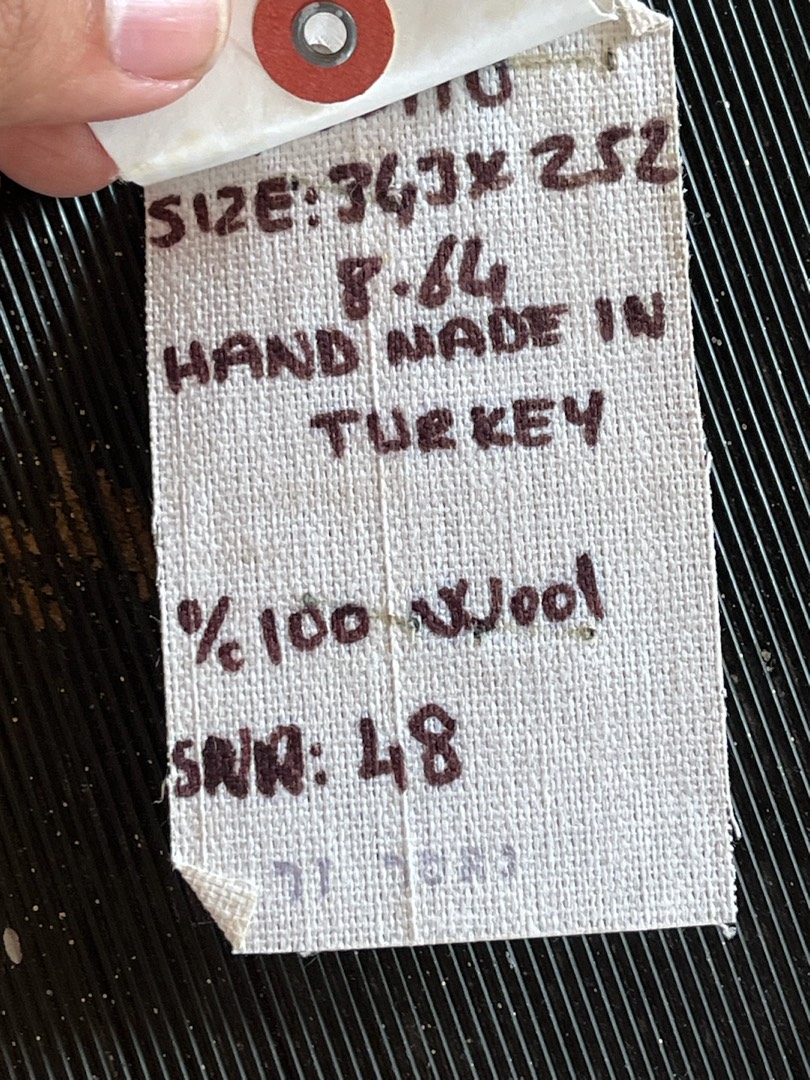 SIZE: 343 X 252
8.64
HAND MADE IN
TURKEY
%100 Wool
SNR: 48